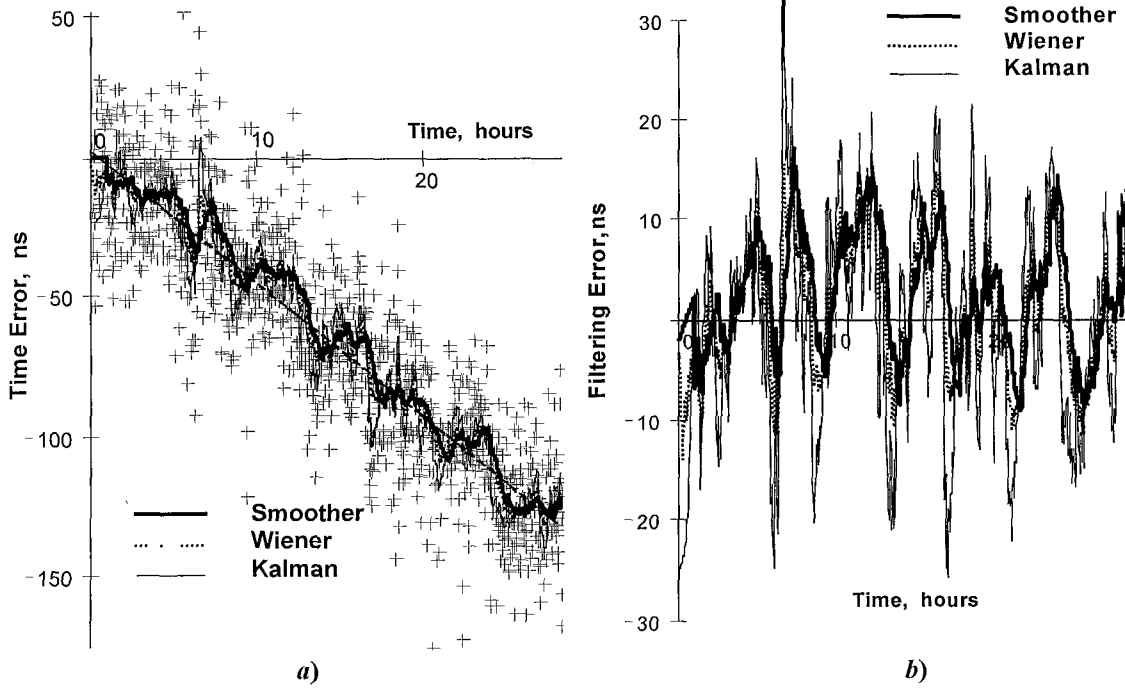 50
0
10
Time, hours
20
Time Error, ns
-50
-100
-150
Smoother
Wiener
Kalman
a)
30
20
10
0
-10
-20
-30
Smoother
Wiener
Kalman
Filtering Error, ns
10
Time, hours
b)